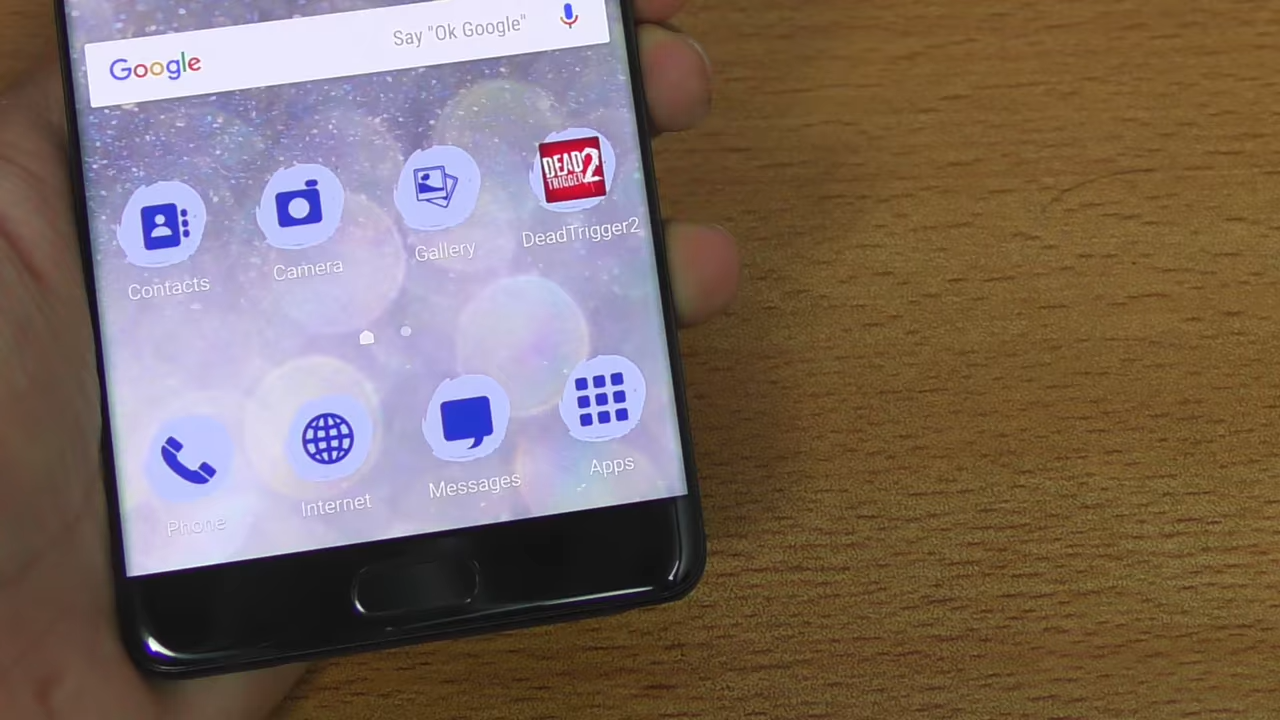 Google
Say "Ok Google"
Contacts
Camera
Gallery
DEAD
TRIGGER 2
DeadTrigger2
Phone
Internet
Messages
Apps